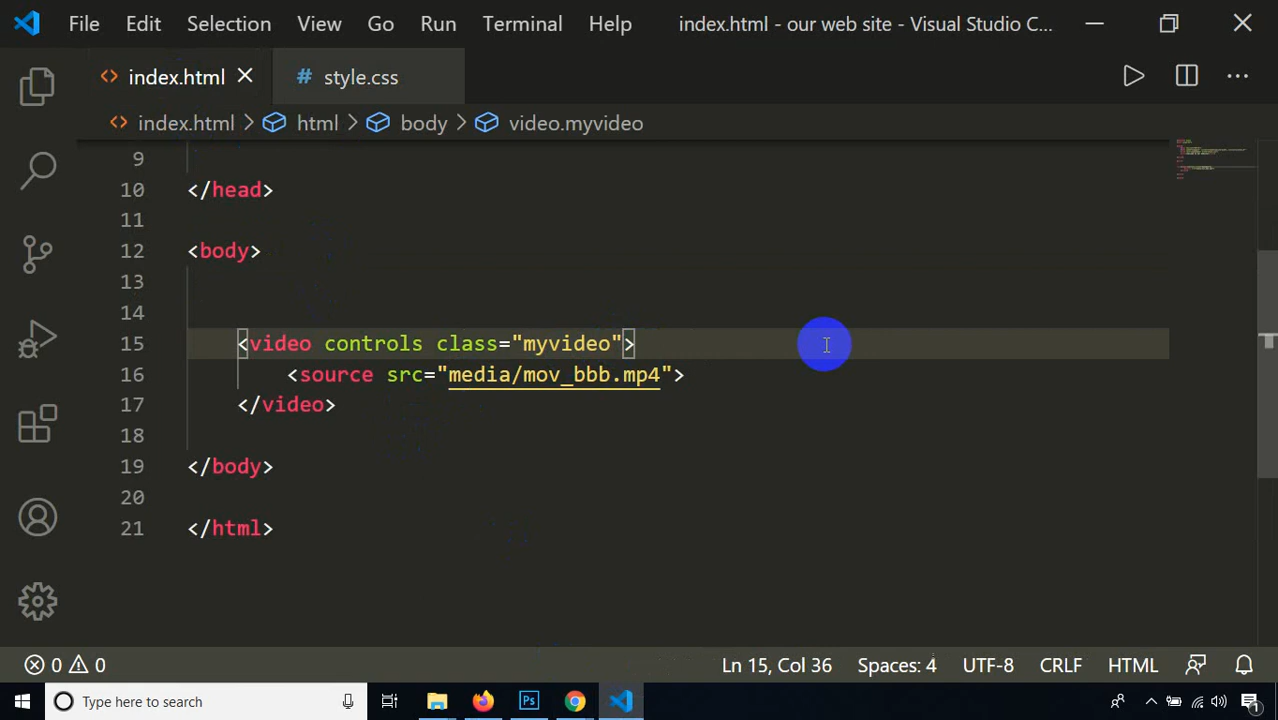 File Edit Selection View Go Run Terminal Help index.html - our web site - Visual Studio C...
index.html # style.css
index.html > html > body > video.myvideo
9
10 </head>
11
12 <body>
13
14
15 <video controls class="myvideo">
16 <source src="media/mov_bbb.mp4">
17 </video>
18
19 </body>
20
21 </html>
0 0 Ln 15, Col 36 Spaces: 4 UTF-8 CRLF HTML
Type here to search Ps 1